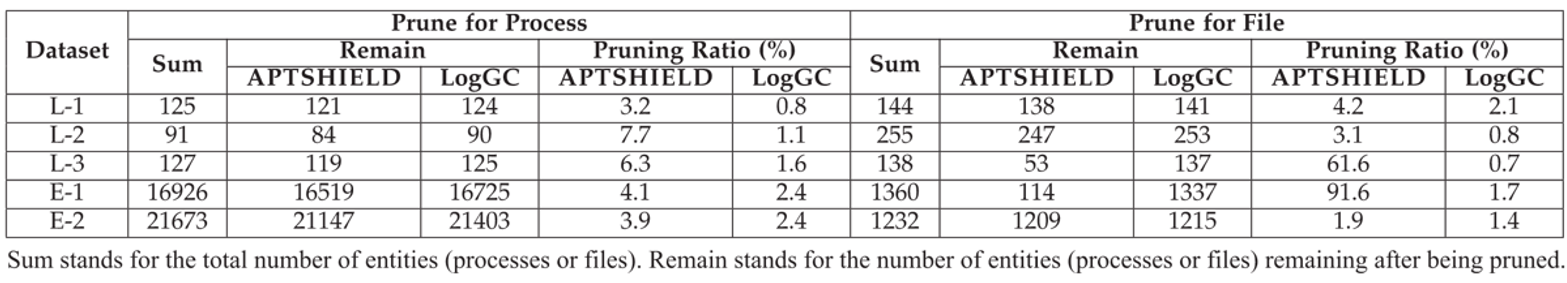 Dataset Prune for Process Prune for File
Sum Remain Pruning Ratio (%) Sum Remain Pruning Ratio (%)
APTSHIELD LogGC APTSHIELD LogGC APTSHIELD LogGC APTSHIELD LogGC
L-1 125 121 124 3.2 0.8 144 138 141 4.2 2.1
L-2 91 84 90 7.7 1.1 255 247 253 3.1 0.8
L-3 127 119 125 6.3 1.6 138 53 137 61.6 0.7
E-1 16926 16519 16725 4.1 2.4 1360 114 1337 91.6 1.7
E-2 21673 21147 21403 3.9 2.4 1232 1209 1215 1.9 1.4
Sum stands for the total number of entities (processes or files). Remain stands for the number of entities (processes or files) remaining after being pruned.